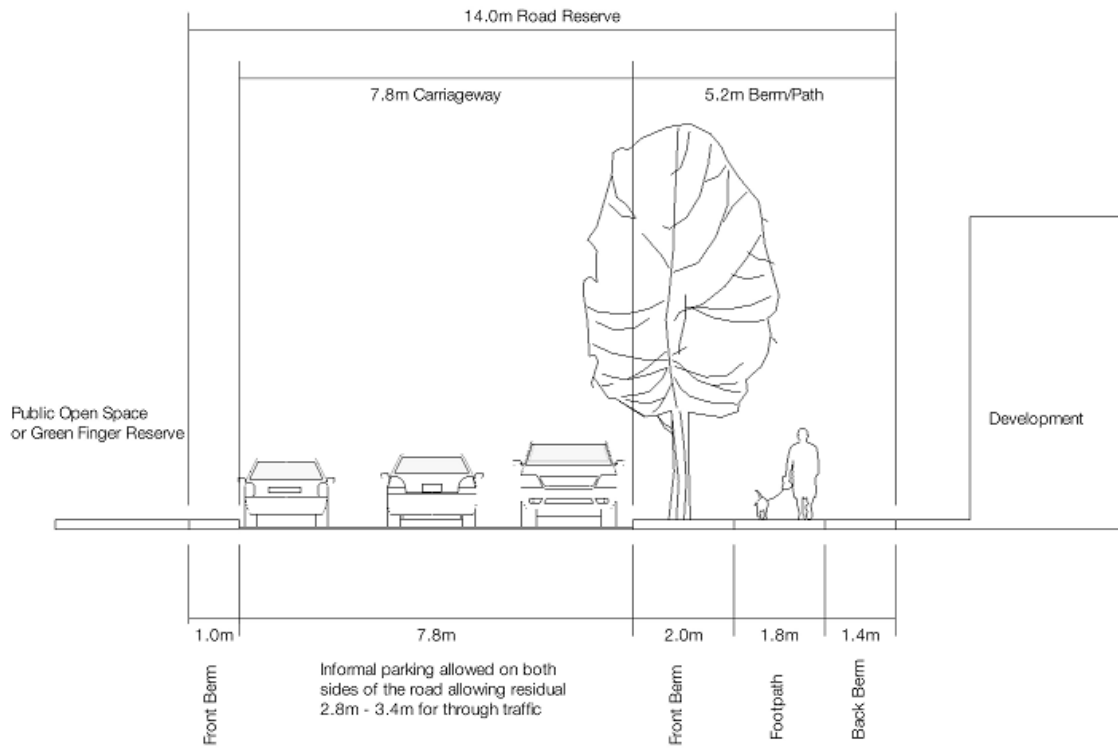 14.0m Road Reserve
7.8m Carriageway
5.2m Berm/Path
Public Open Space
or Green Finger Reserve
Development
1.0m
7.8m
2.0m
1.8m
1.4m
Front Berm
Informal parking allowed on both
sides of the road allowing residual
2.8m - 3.4m for through traffic
Front Berm
Footpath
Back Berm